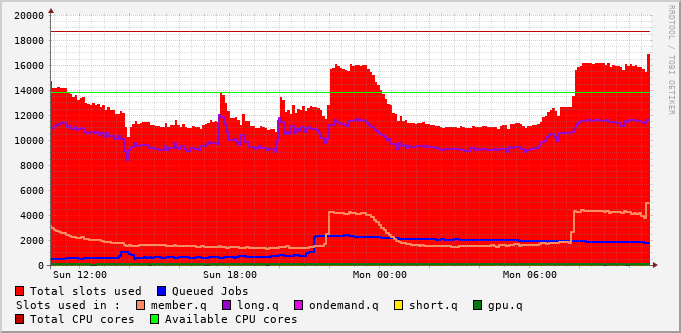 20000
18000
16000
14000
12000
10000
8000
6000
4000
2000
0
Sun 12:00 Sun 18:00 Mon 00:00 Mon 06:00
RRDTOOL / TOBI OETIKER
Total slots used Queued Jobs
Slots used in : member.q long.q ondemand.q short.q gpu.q
Total CPU cores Available CPU cores